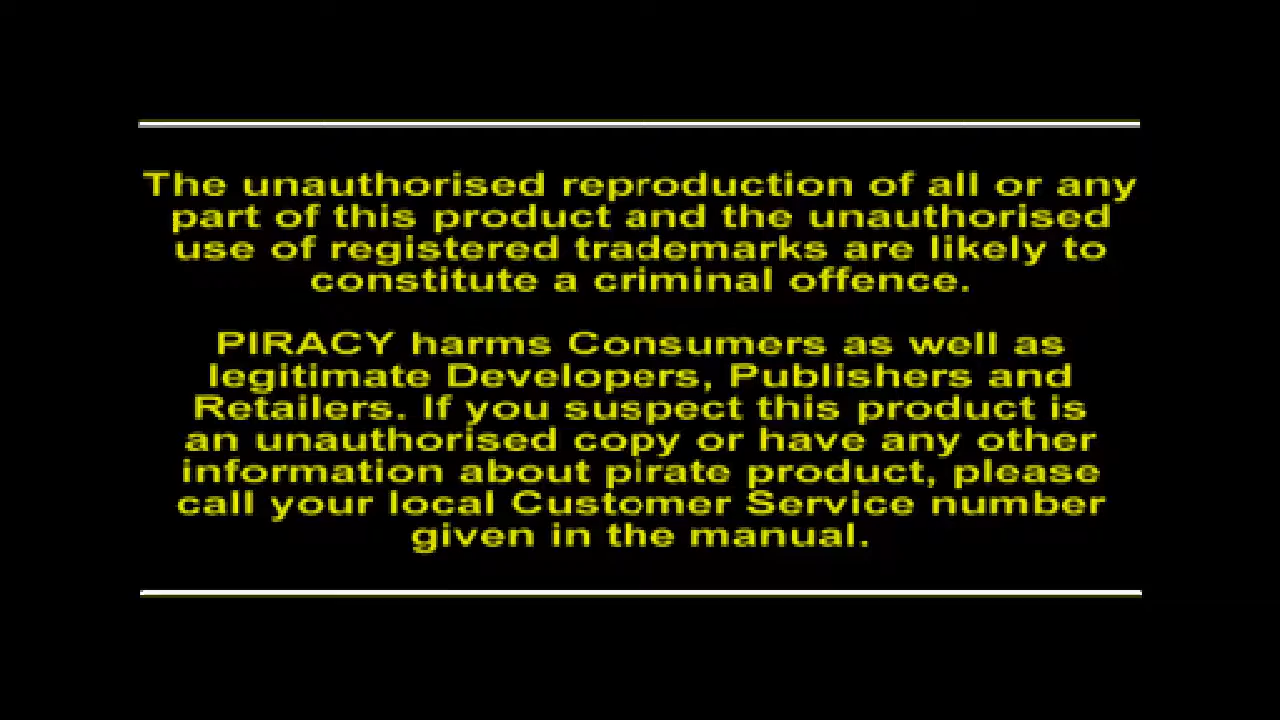 The unauthorised reproduction of all or any
part of this product and the unauthorised
use of registered trademarks are likely to
constitute a criminal offence.
PIRACY harms Consumers as well as
legitimate Developers, Publishers and
Retailers. If you suspect this product is
an unauthorised copy or have any other
information about pirate product, please
call your local Customer Service number
given in the manual.